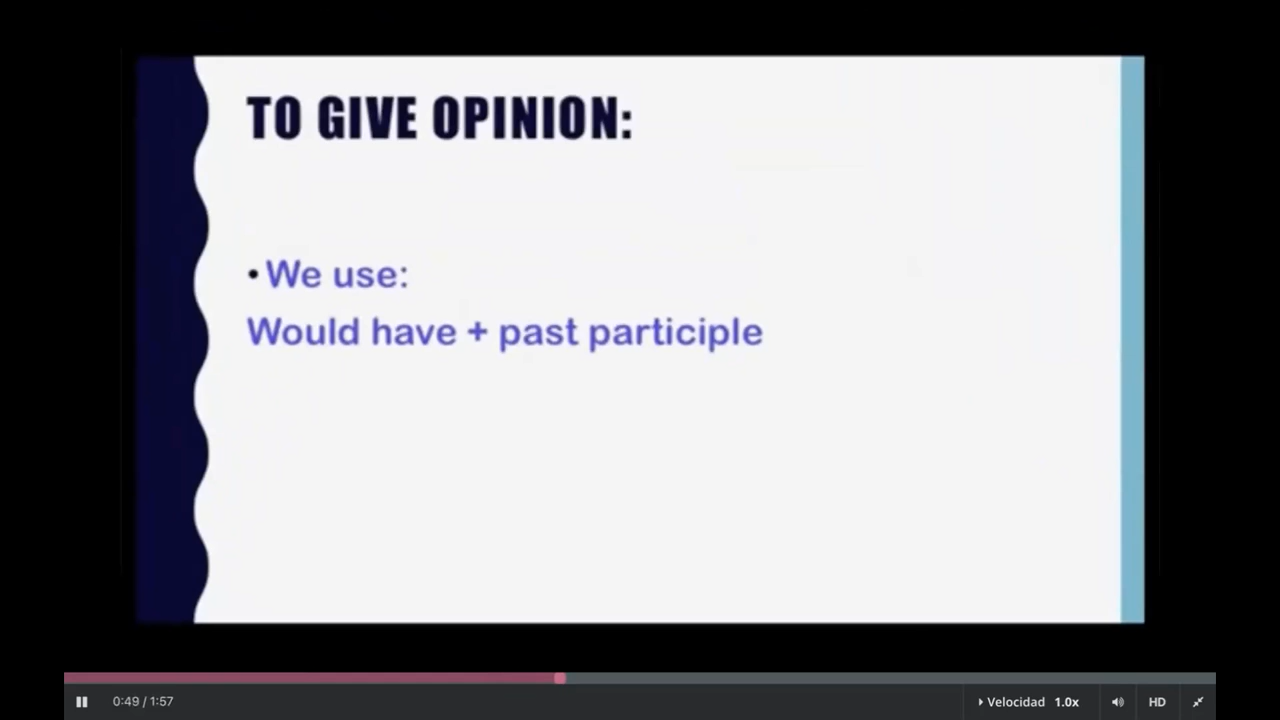 TO GIVE OPINION:
• We use:
Would have + past participle
0:49 / 1:57
Velocidad 1.0x
HD